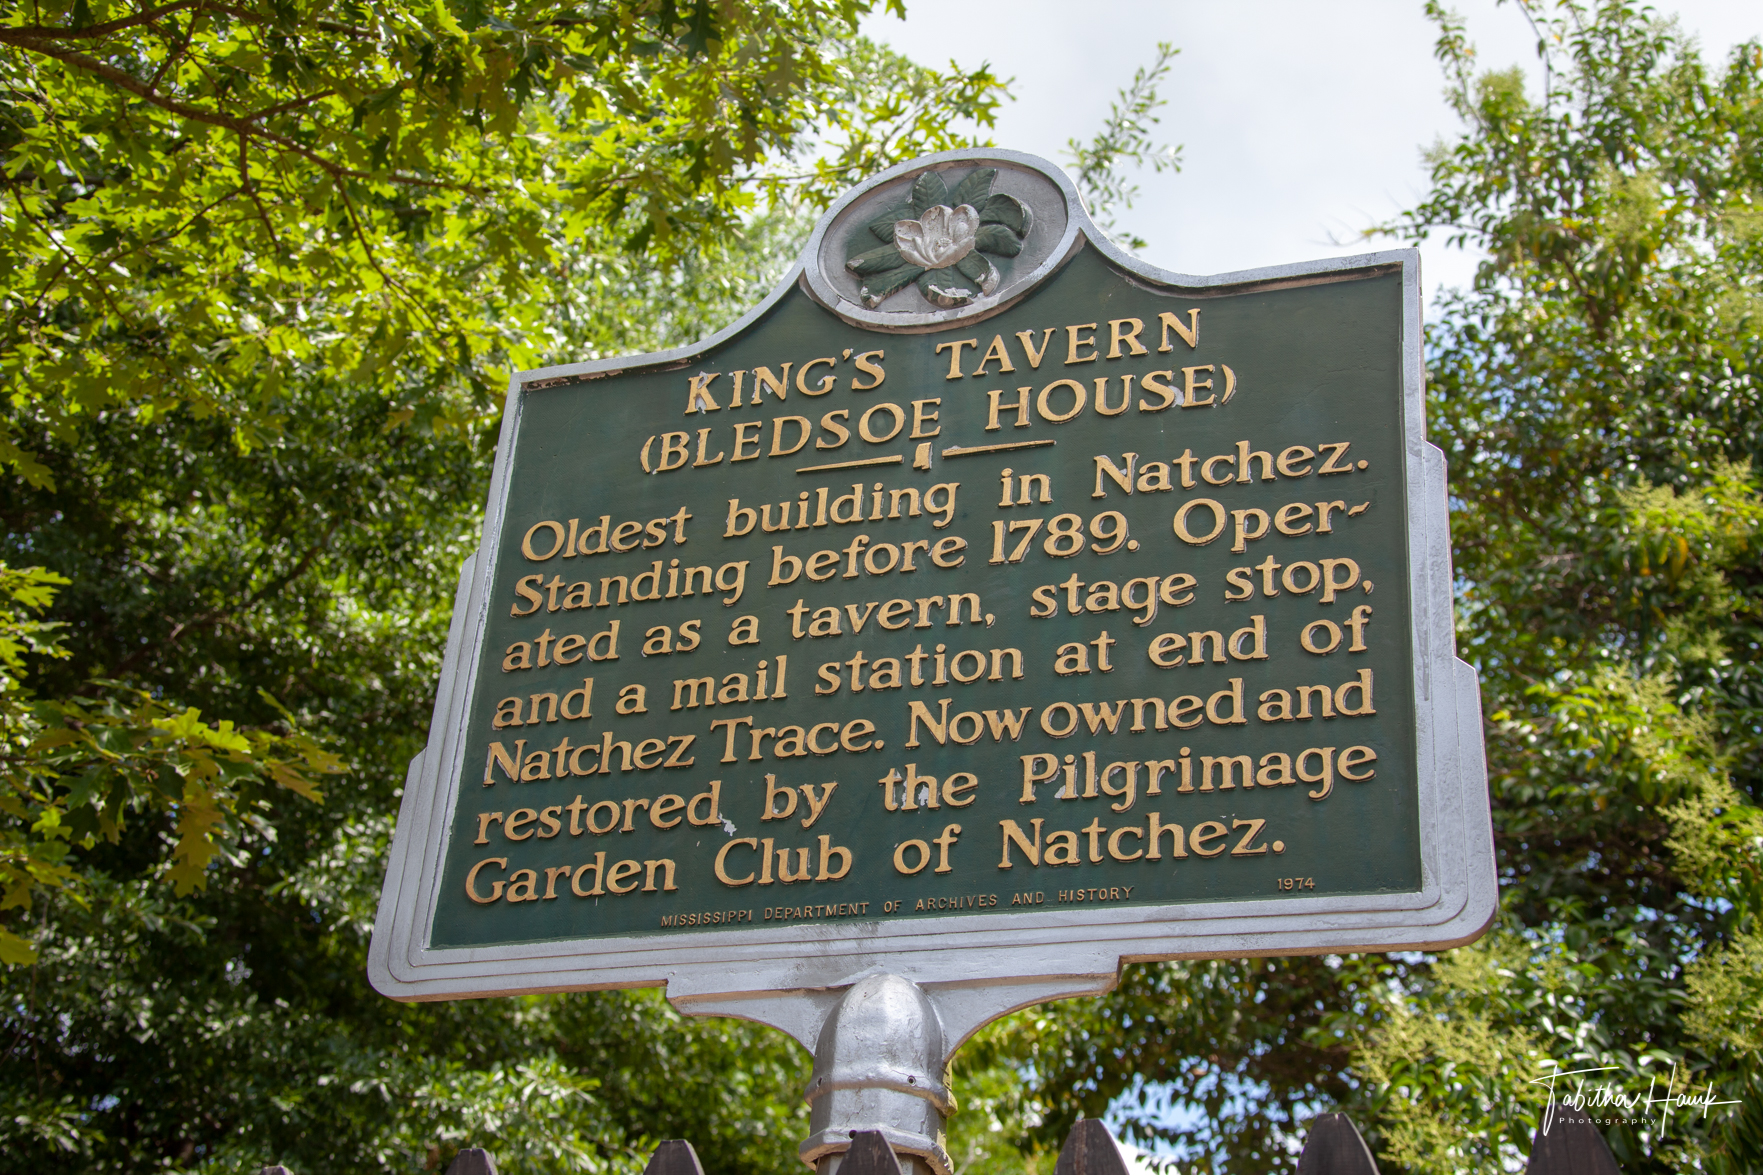 KING'S TAVERN
(BLEDSOE HOUSE)
Oldest building in Natchez.
Standing before 1789. Oper-
ated as a tavern, stage stop,
and a mail station at end of
Natchez Trace. Now owned and
restored by the Pilgrimage
Garden Club of Natchez.
MISSISSIPPI DEPARTMENT OF ARCHIVES AND HISTORY 1974
Tabitha Hawk
Photography